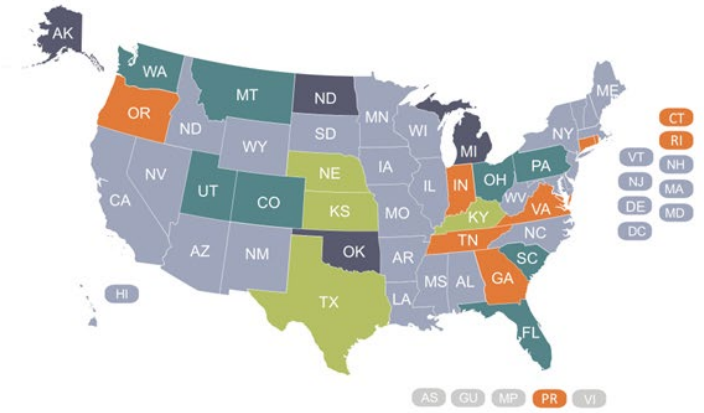 AK
WA
MT
ND
MN
ME
OR
ND
SD
WI
MI
NY
CT
RI
WY
IA
PA
VT
NH
NV
NE
IL
IN
OH
NJ
MA
CA
UT
CO
KS
MO
KY
WV
VA
DE
MD
DC
AZ
NM
OK
AR
TN
NC
SC
HI
TX
LA
MS
AL
GA
FL
AS
GU
MP
PR
VI